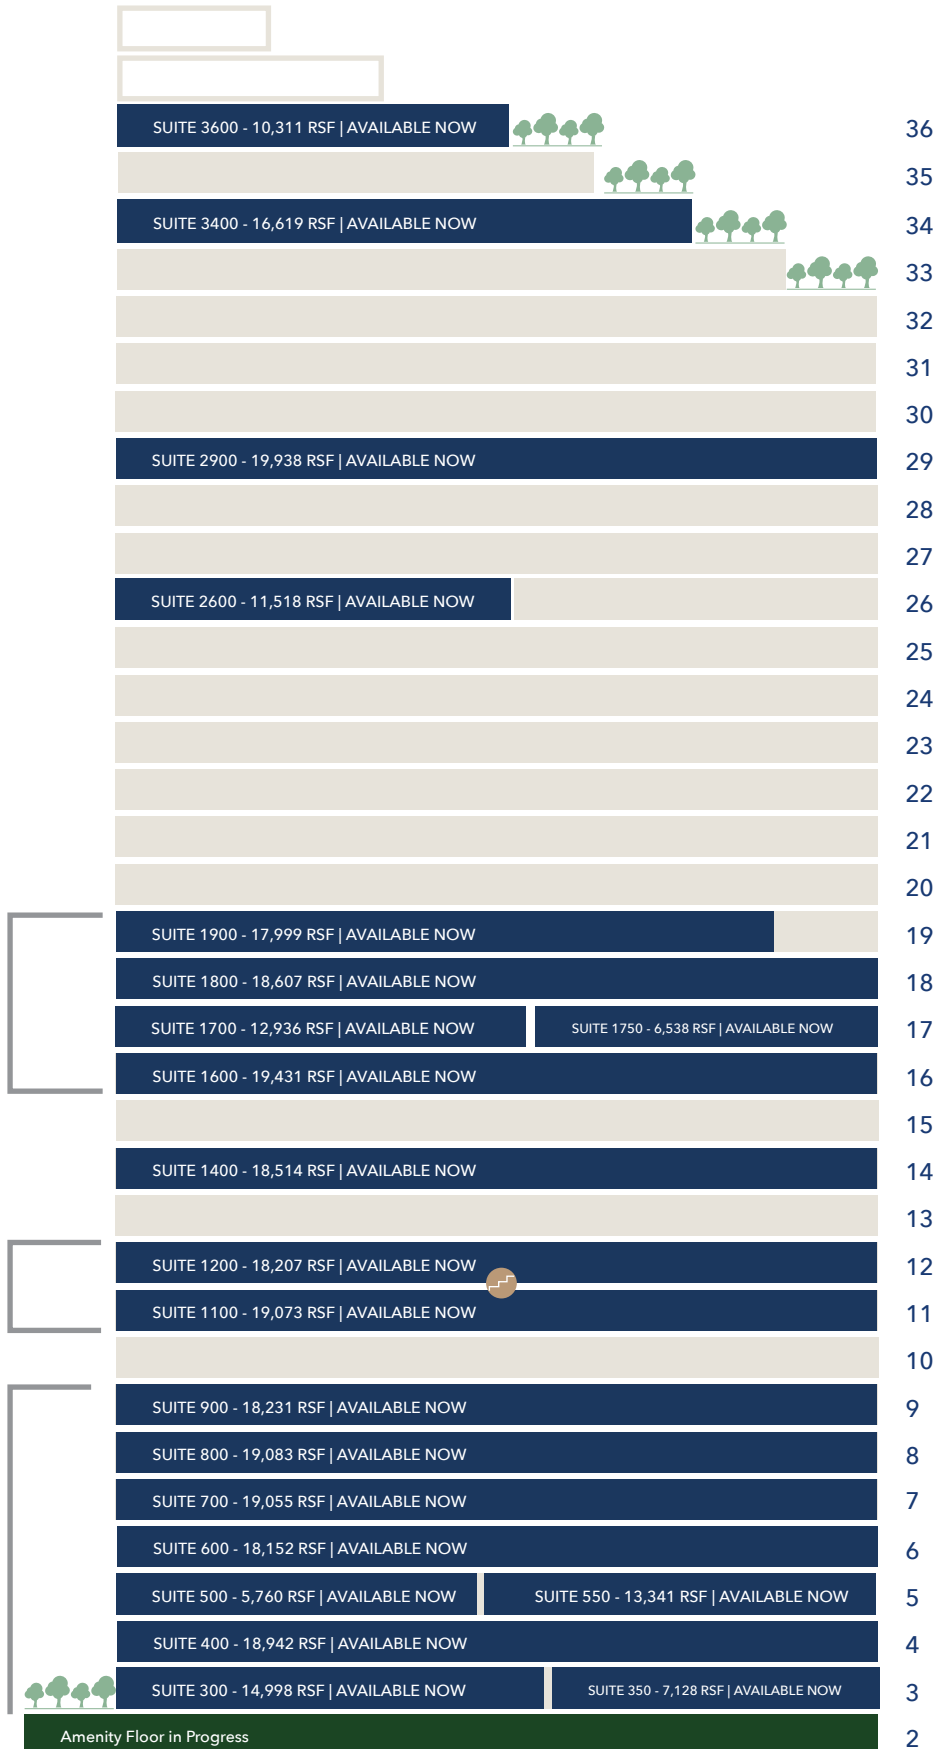 SUITE 3600 - 10,311 RSF | AVAILABLE NOW 36
35
SUITE 3400 - 16,619 RSF | AVAILABLE NOW 34
33
32
31
30
SUITE 2900 - 19,938 RSF | AVAILABLE NOW 29
28
27
SUITE 2600 - 11,518 RSF | AVAILABLE NOW 26
25
24
23
22
21
20
SUITE 1900 - 17,999 RSF | AVAILABLE NOW 19
SUITE 1800 - 18,607 RSF | AVAILABLE NOW 18
SUITE 1700 - 12,936 RSF | AVAILABLE NOW SUITE 1750 - 6,538 RSF | AVAILABLE NOW 17
SUITE 1600 - 19,431 RSF | AVAILABLE NOW 16
15
SUITE 1400 - 18,514 RSF | AVAILABLE NOW 14
13
SUITE 1200 - 18,207 RSF | AVAILABLE NOW 12
SUITE 1100 - 19,073 RSF | AVAILABLE NOW 11
10
SUITE 900 - 18,231 RSF | AVAILABLE NOW 9
SUITE 800 - 19,083 RSF | AVAILABLE NOW 8
SUITE 700 - 19,055 RSF | AVAILABLE NOW 7
SUITE 600 - 18,152 RSF | AVAILABLE NOW 6
SUITE 500 - 5,760 RSF | AVAILABLE NOW SUITE 550 - 13,341 RSF | AVAILABLE NOW 5
SUITE 400 - 18,942 RSF | AVAILABLE NOW 4
SUITE 300 - 14,998 RSF | AVAILABLE NOW SUITE 350 - 7,128 RSF | AVAILABLE NOW 3
Amenity Floor in Progress 2